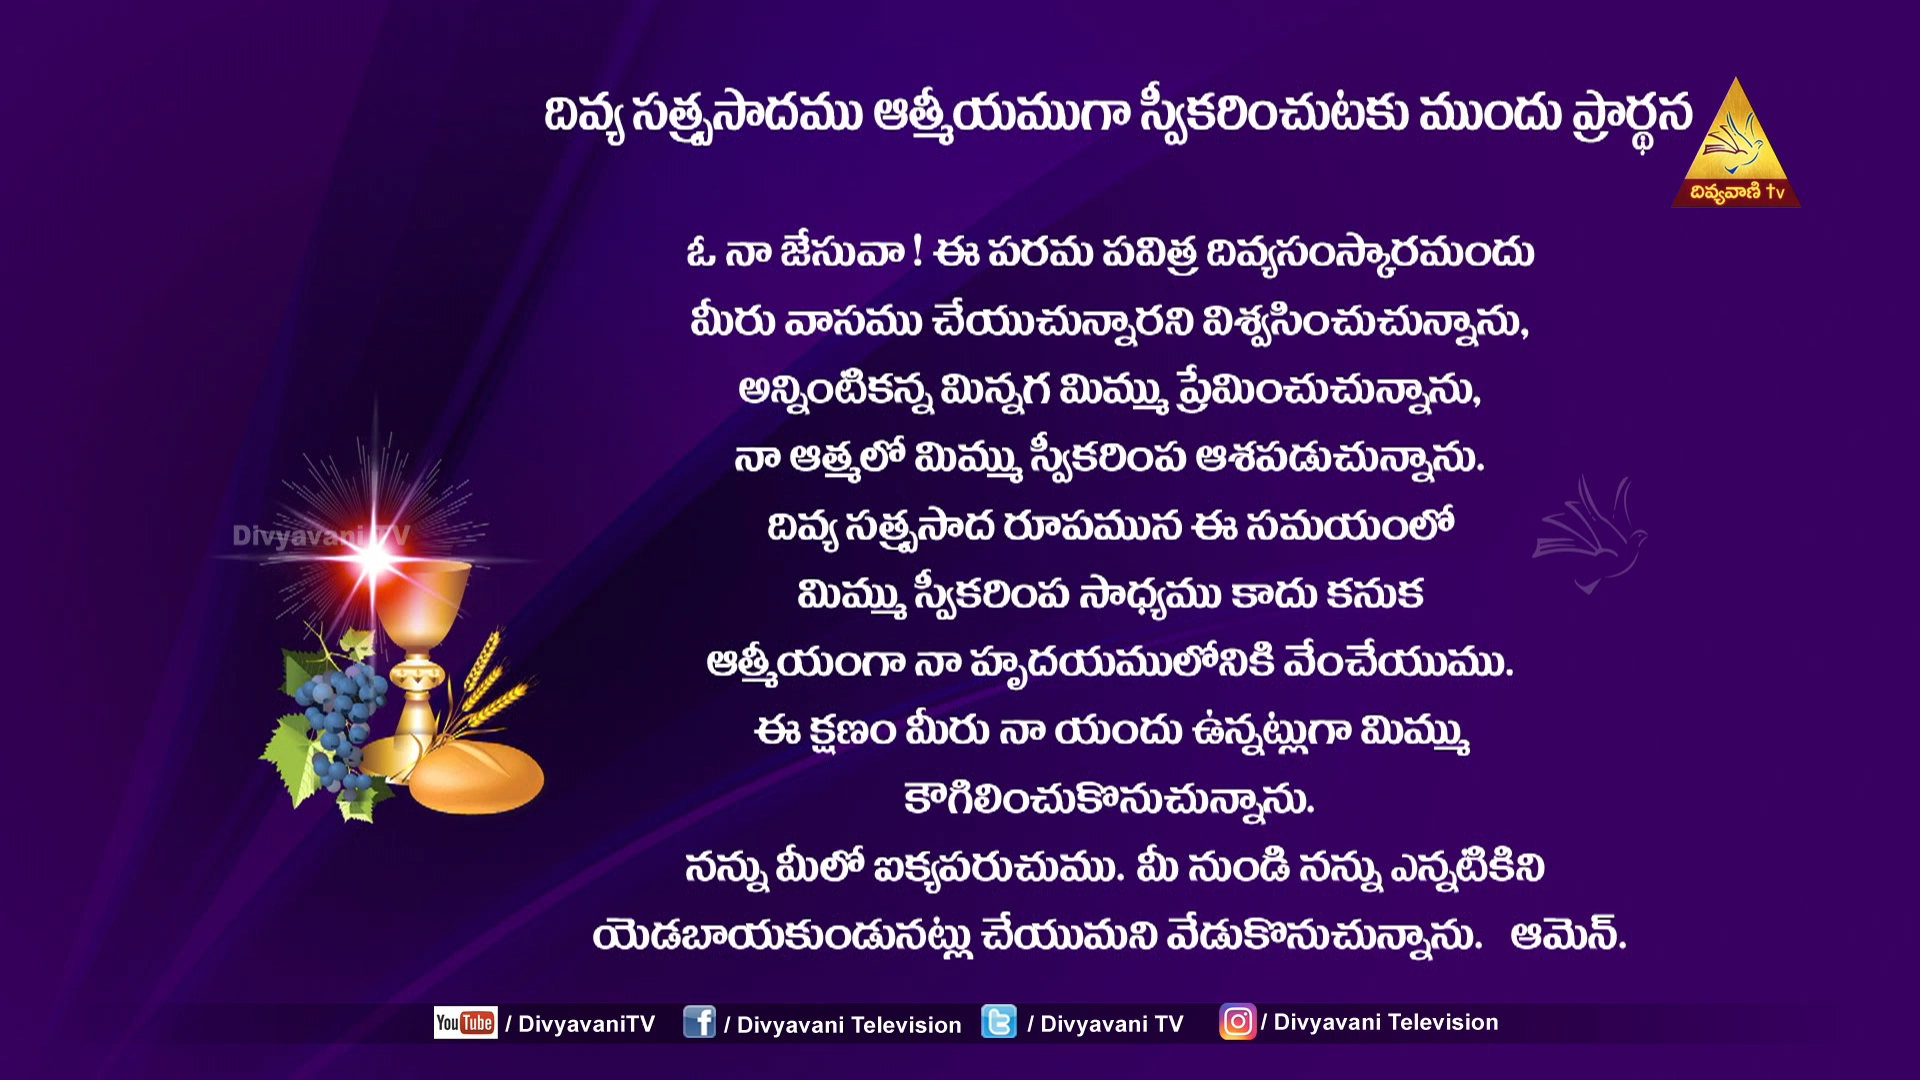 దివ్య సత్ప్రసాదము ఆత్మీయముగా స్వీకరించుటకు ముందు ప్రార్థన
దివ్యవాణి tv
ఓ నా జేసువా ! ఈ పరమ పవిత్ర దివ్యసంస్కారమందు
మీరు వాసము చేయుచున్నారని విశ్వసించుచున్నాను,
అన్నింటికన్న మిన్నగ మిమ్ము ప్రేమించుచున్నాను,
నా ఆత్మలో మిమ్ము స్వీకరింప ఆశపడుచున్నాను.
దివ్య సత్ప్రసాద రూపమున ఈ సమయంలో
Divyavani TV
మిమ్ము స్వీకరింప సాధ్యము కాదు కనుక
ఆత్మీయంగా నా హృదయములోనికి వేంచేయుము.
ఈ క్షణం మీరు నా యందు ఉన్నట్లుగా మిమ్ము
కౌగిలించుకొనుచున్నాను.
నన్ను మీలో ఐక్యపరుచుము. మీ నుండి నన్ను ఎన్నటికిని
యెడబాయకుండునట్లు చేయుమని వేడుకొనుచున్నాను. ఆమెన్.
YouTube / DivyavaniTV f / Divyavani Television / Divyavani TV / Divyavani Television